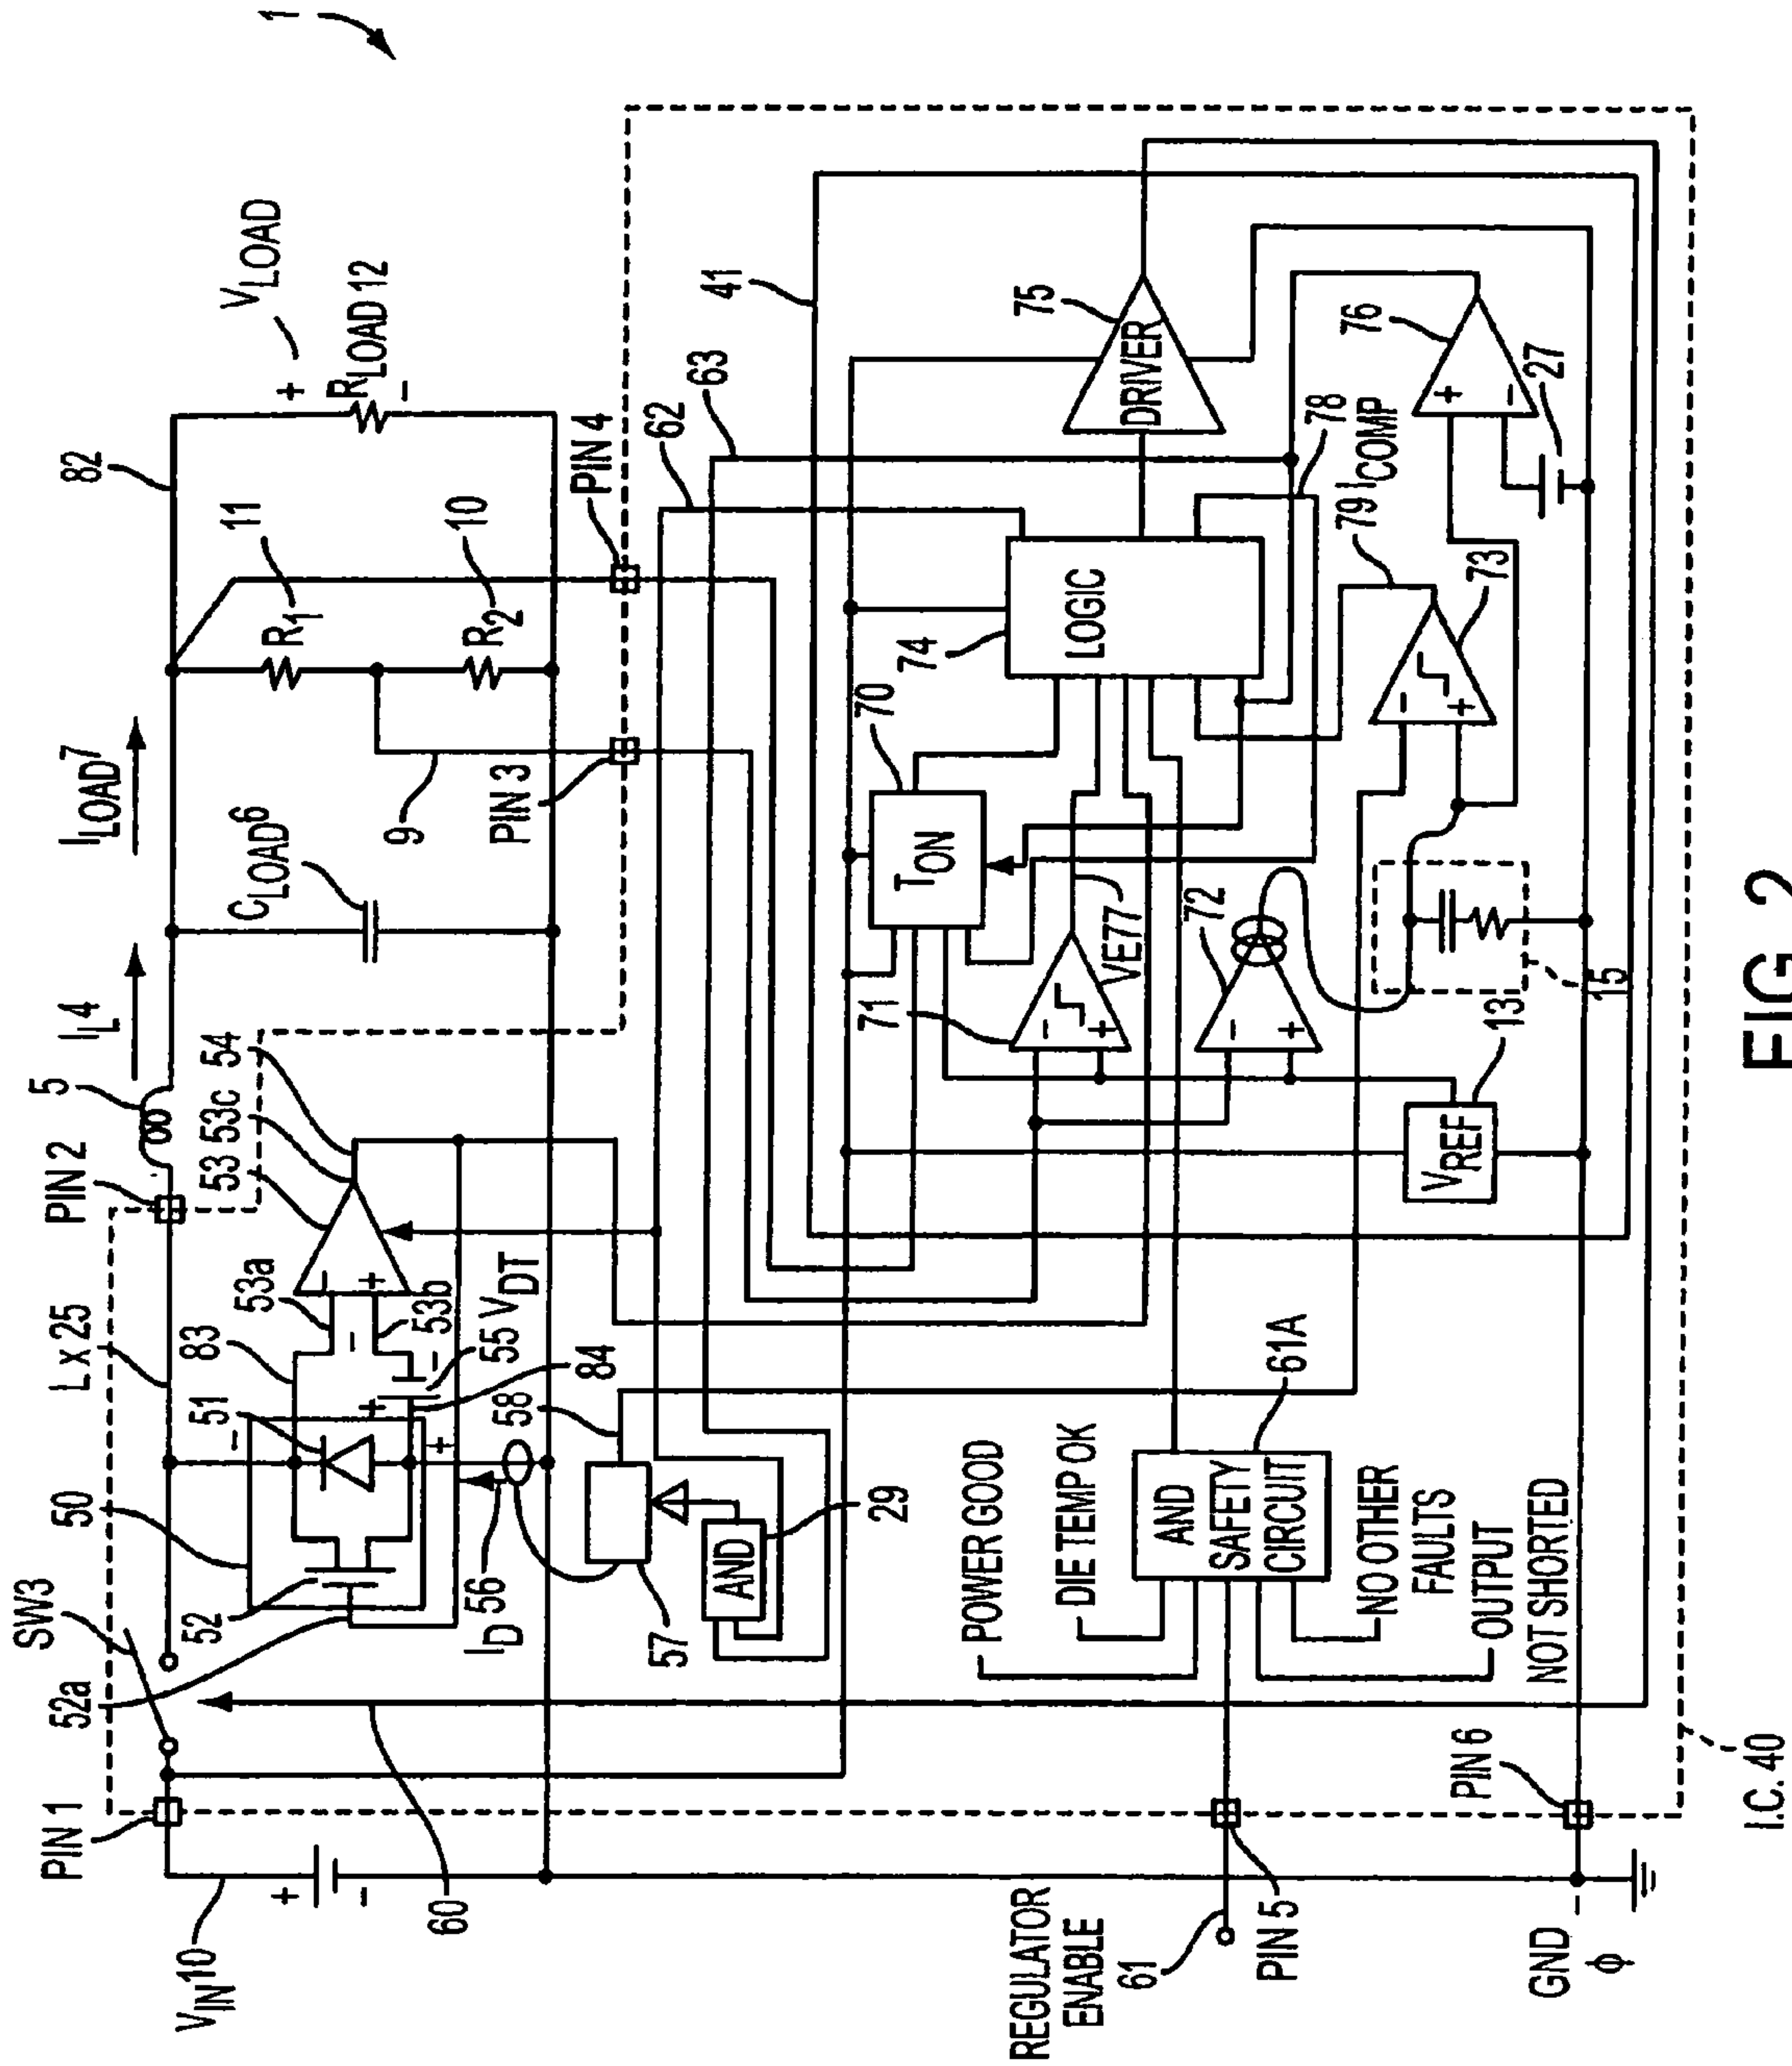 1
PIN 1
SW3
50
L x 25
PIN 2
5
I_L4
I_LOAD 7
82
V_LOAD
52a
52
51
83
53a
53
53c
54
C_LOAD 6
11
R1
10
R2
+
R_LOAD 12
-
V_IN 10
+
-
60
-
+
-
-
+
53b
-
55 V_DT
+
84
9
PIN 3
PIN 4
I_D 56
58
57
AND
29
62
63
41
POWER GOOD
DIE TEMP OK
AND
SAFETY
CIRCUIT
61A
NO OTHER
FAULTS
OUTPUT
NOT SHORTED
70
T_ON
74
LOGIC
75
DRIVER
71
-
+
VE77
72
-
+
78
79 I_COMP
76
+
-
27
73
-
+
13
V_REF
15
REGULATOR
ENABLE
61
PIN 5
PIN 6
GND -
ϕ
I.C. 40
FIG. 2